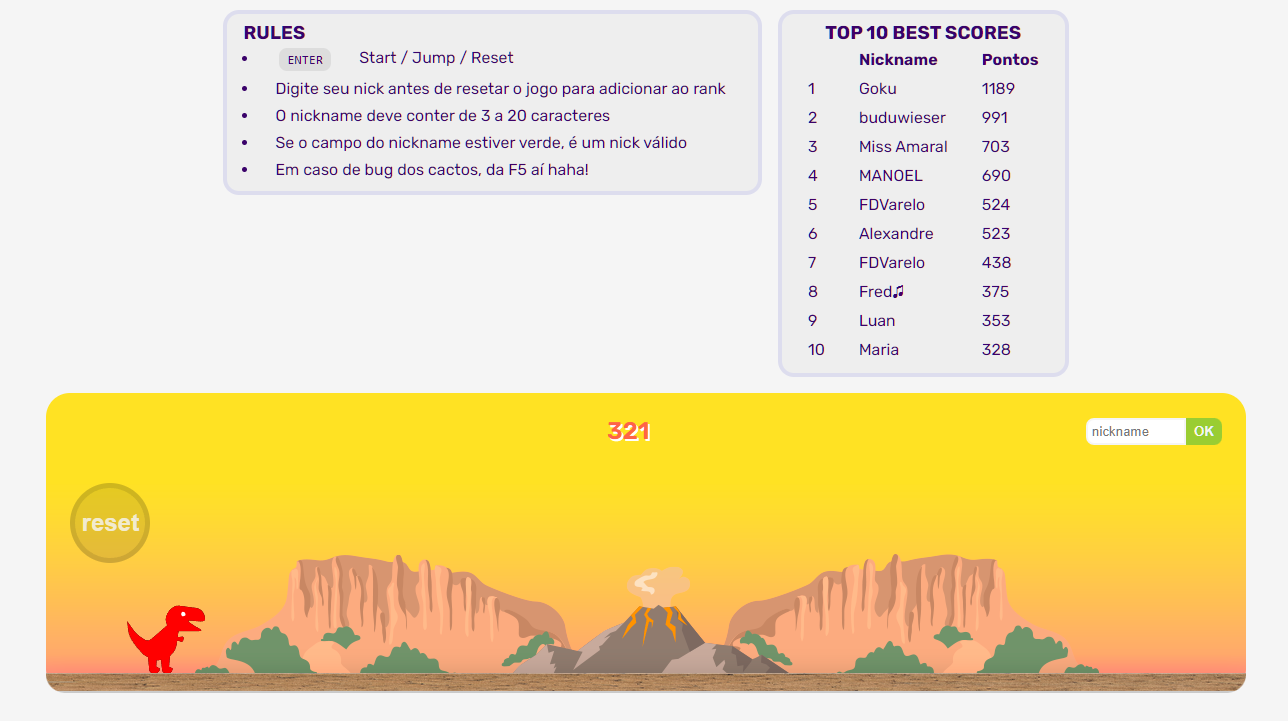 RULES
ENTER Start / Jump / Reset
Digite seu nick antes de resetar o jogo para adicionar ao rank
O nickname deve conter de 3 a 20 caracteres
Se o campo do nickname estiver verde, é um nick válido
Em caso de bug dos cactos, da F5 aí haha!
TOP 10 BEST SCORES
Nickname Pontos
1 Goku 1189
2 buduwieser 991
3 Miss Amaral 703
4 MANOEL 690
5 FDVarelo 524
6 Alexandre 523
7 FDVarelo 438
8 Fred♫ 375
9 Luan 353
10 Maria 328
321
nickname OK
reset